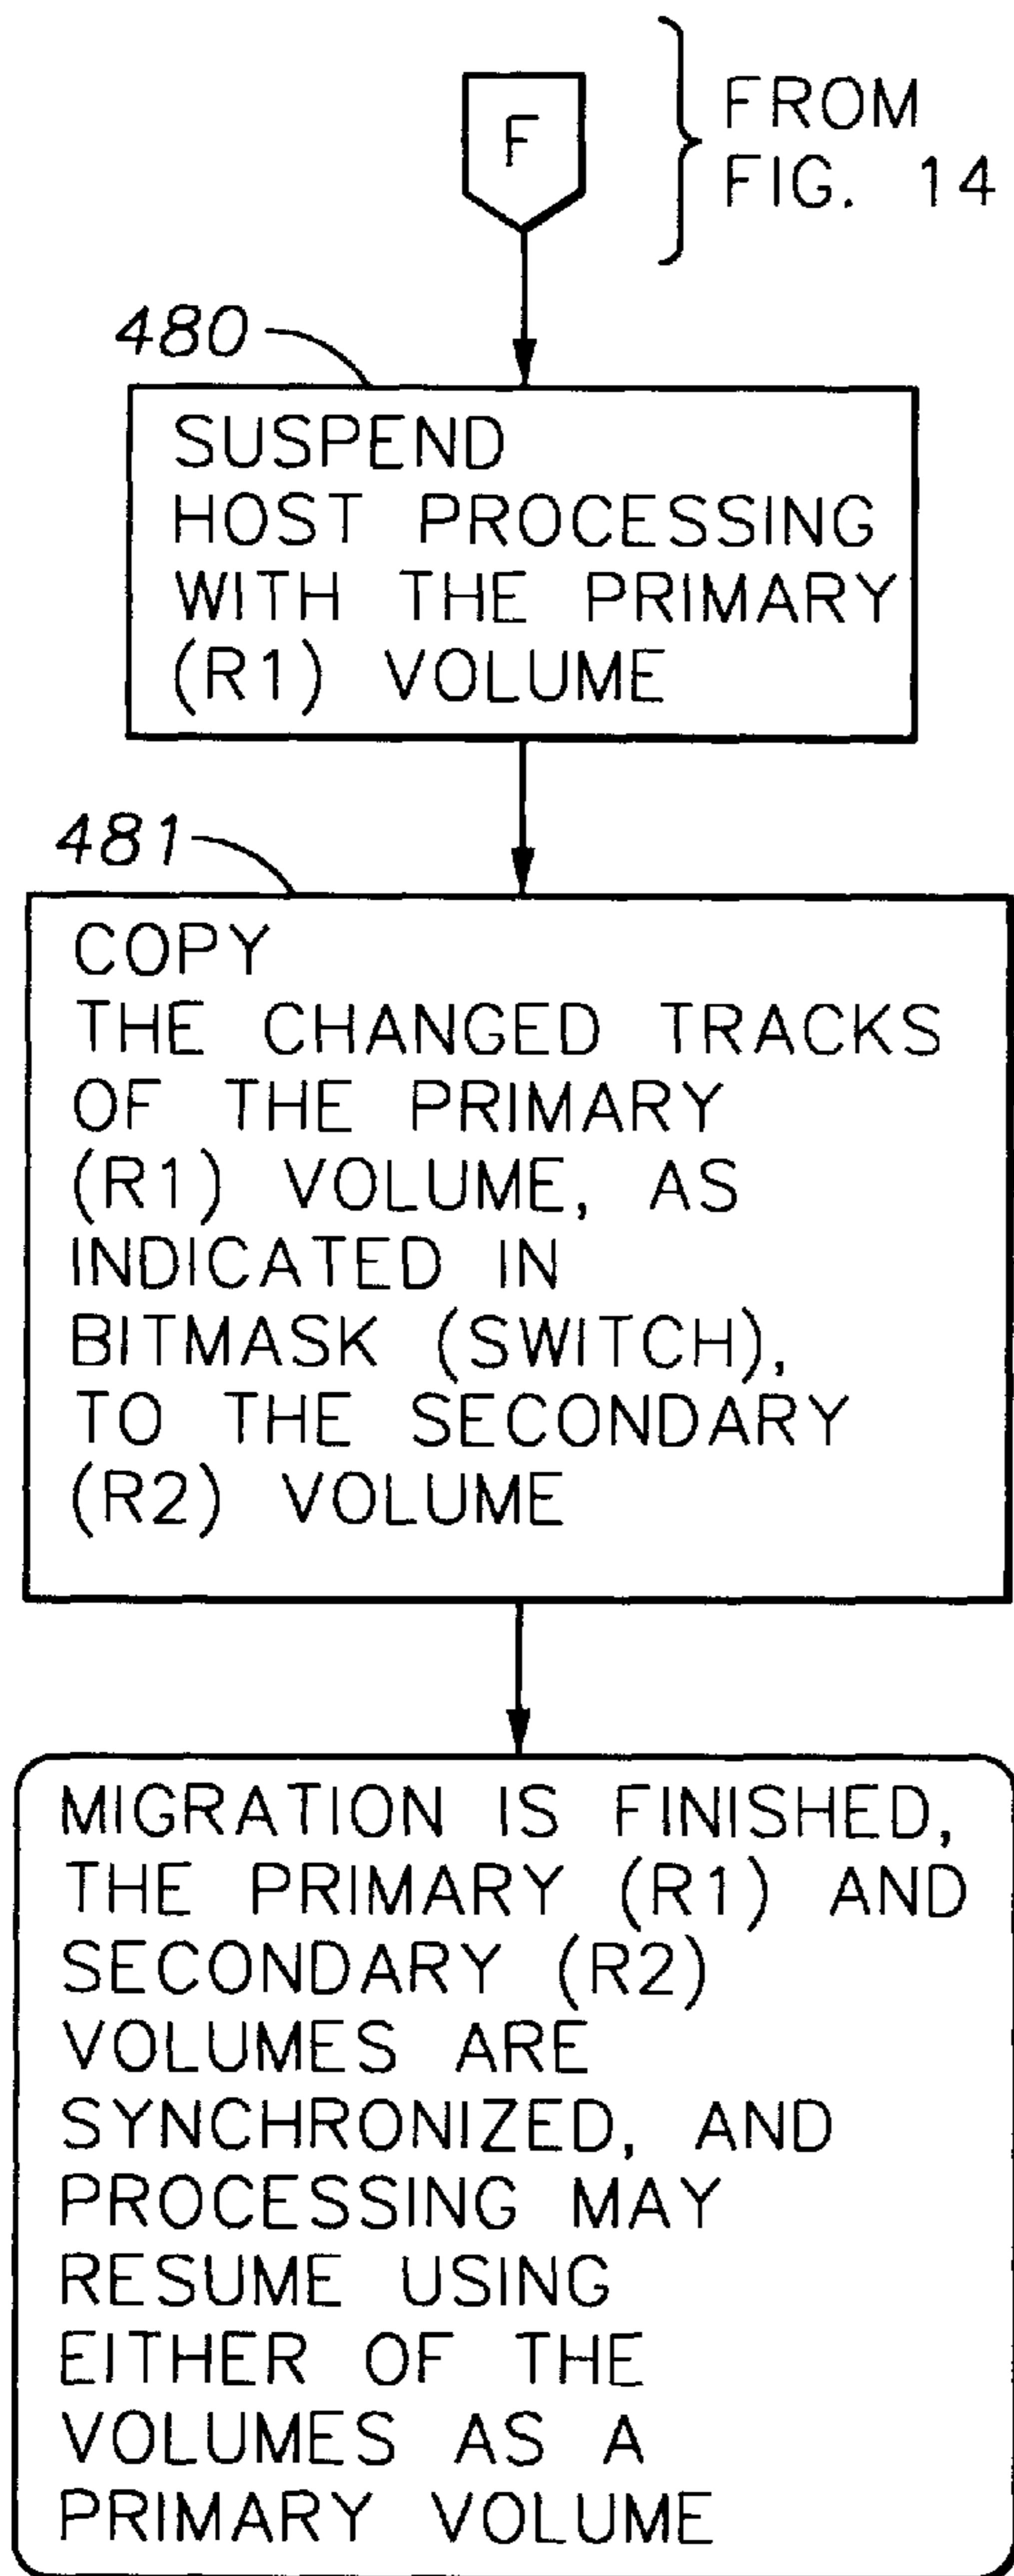 F
FROM
FIG. 14
480
SUSPEND
HOST PROCESSING
WITH THE PRIMARY
(R1) VOLUME
481
COPY
THE CHANGED TRACKS
OF THE PRIMARY
(R1) VOLUME, AS
INDICATED IN
BITMASK (SWITCH),
TO THE SECONDARY
(R2) VOLUME
MIGRATION IS FINISHED,
THE PRIMARY (R1) AND
SECONDARY (R2)
VOLUMES ARE
SYNCHRONIZED, AND
PROCESSING MAY
RESUME USING
EITHER OF THE
VOLUMES AS A
PRIMARY VOLUME